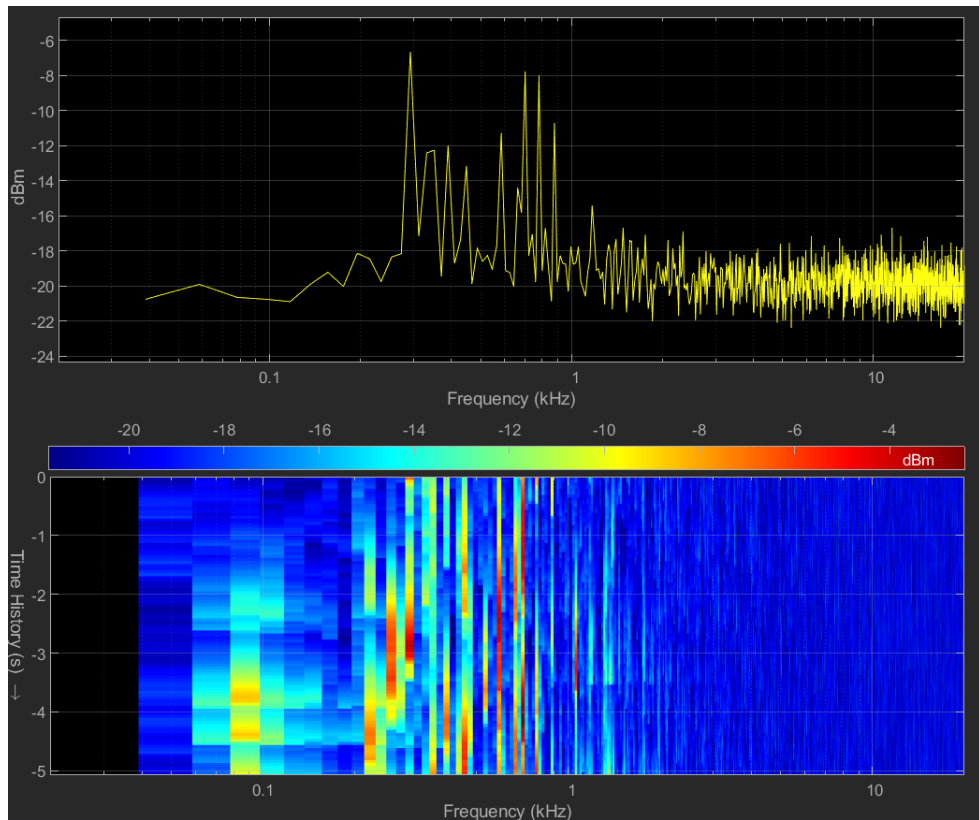 dBm
-6
-8
-10
-12
-14
-16
-18
-20
-22
-24
0.1 1 10
Frequency (kHz)
-20 -18 -16 -14 -12 -10 -8 -6 -4
dBm
Time History (s) →
0
-1
-2
-3
-4
-5
0.1 1 10
Frequency (kHz)